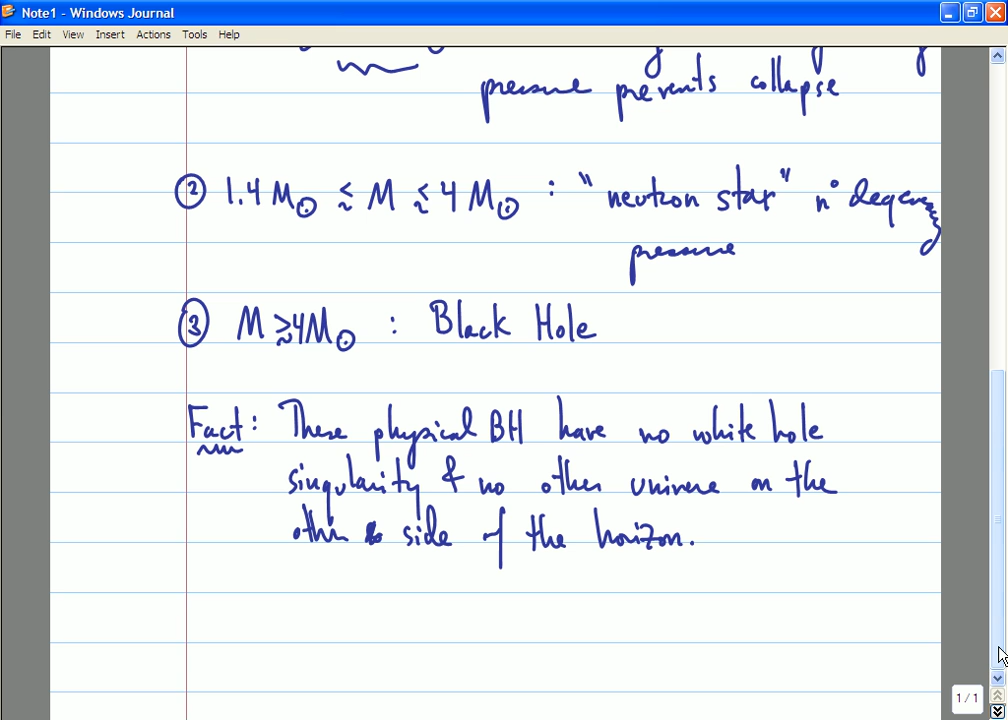 Note1 - Windows Journal
File Edit View Insert Actions Tools Help
pressure prevents collapse
② 1.4 M⊙ ≲ M ≲ 4 M⊙ : "neutron star" n° degeneracy
pressure
③ M ≳ 4M⊙ : Black Hole
Fact: These physical BH have no white hole
singularity & no other universe on the
other side of the horizon.
1 / 1